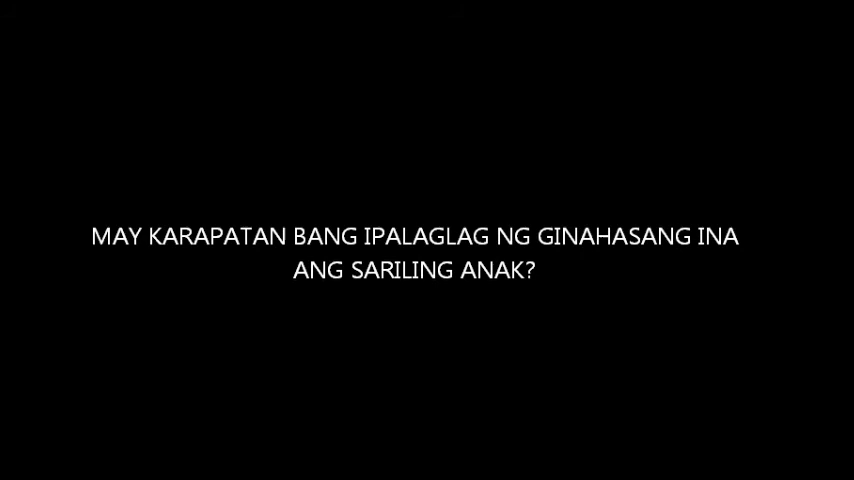 MAY KARAPATAN BANG IPALAGLAG NG GINAHASANG INA
ANG SARILING ANAK?